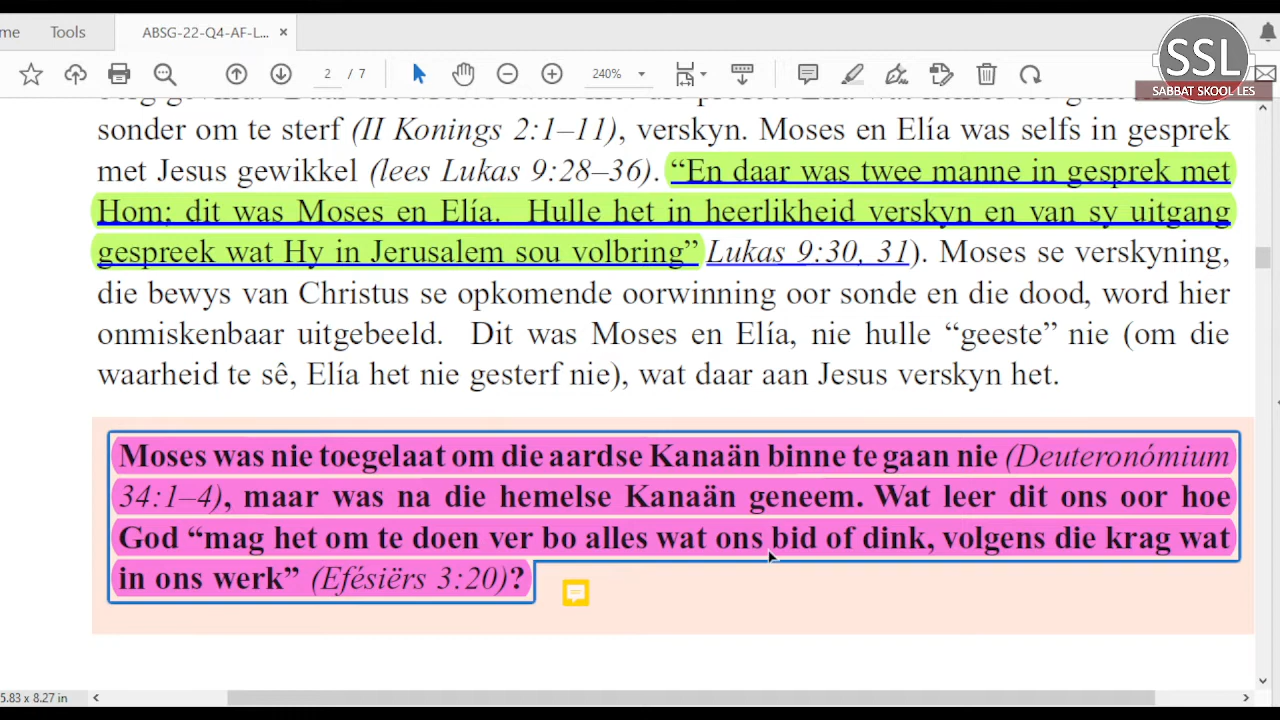 me
Tools
ABSG-22-Q4-AF-L...
×
2 / 7
240%
SSL
SABBAT SKOOL LES
sonder om te sterf (II Konings 2:1–11), verskyn. Moses en Elía was selfs in gesprek
met Jesus gewikkel (lees Lukas 9:28–36). “En daar was twee manne in gesprek met
Hom; dit was Moses en Elía. Hulle het in heerlikheid verskyn en van sy uitgang
gespreek wat Hy in Jerusalem sou volbring” Lukas 9:30, 31). Moses se verskyning,
die bewys van Christus se opkomende oorwinning oor sonde en die dood, word hier
onmiskenbaar uitgebeeld. Dit was Moses en Elía, nie hulle “geeste” nie (om die
waarheid te sê, Elía het nie gesterf nie), wat daar aan Jesus verskyn het.
Moses was nie toegelaat om die aardse Kanaän binne te gaan nie (Deuteronómium
34:1–4), maar was na die hemelse Kanaän geneem. Wat leer dit ons oor hoe
God “mag het om te doen ver bo alles wat ons bid of dink, volgens die krag wat
in ons werk” (Efésiërs 3:20)?
5.83 x 8.27 in